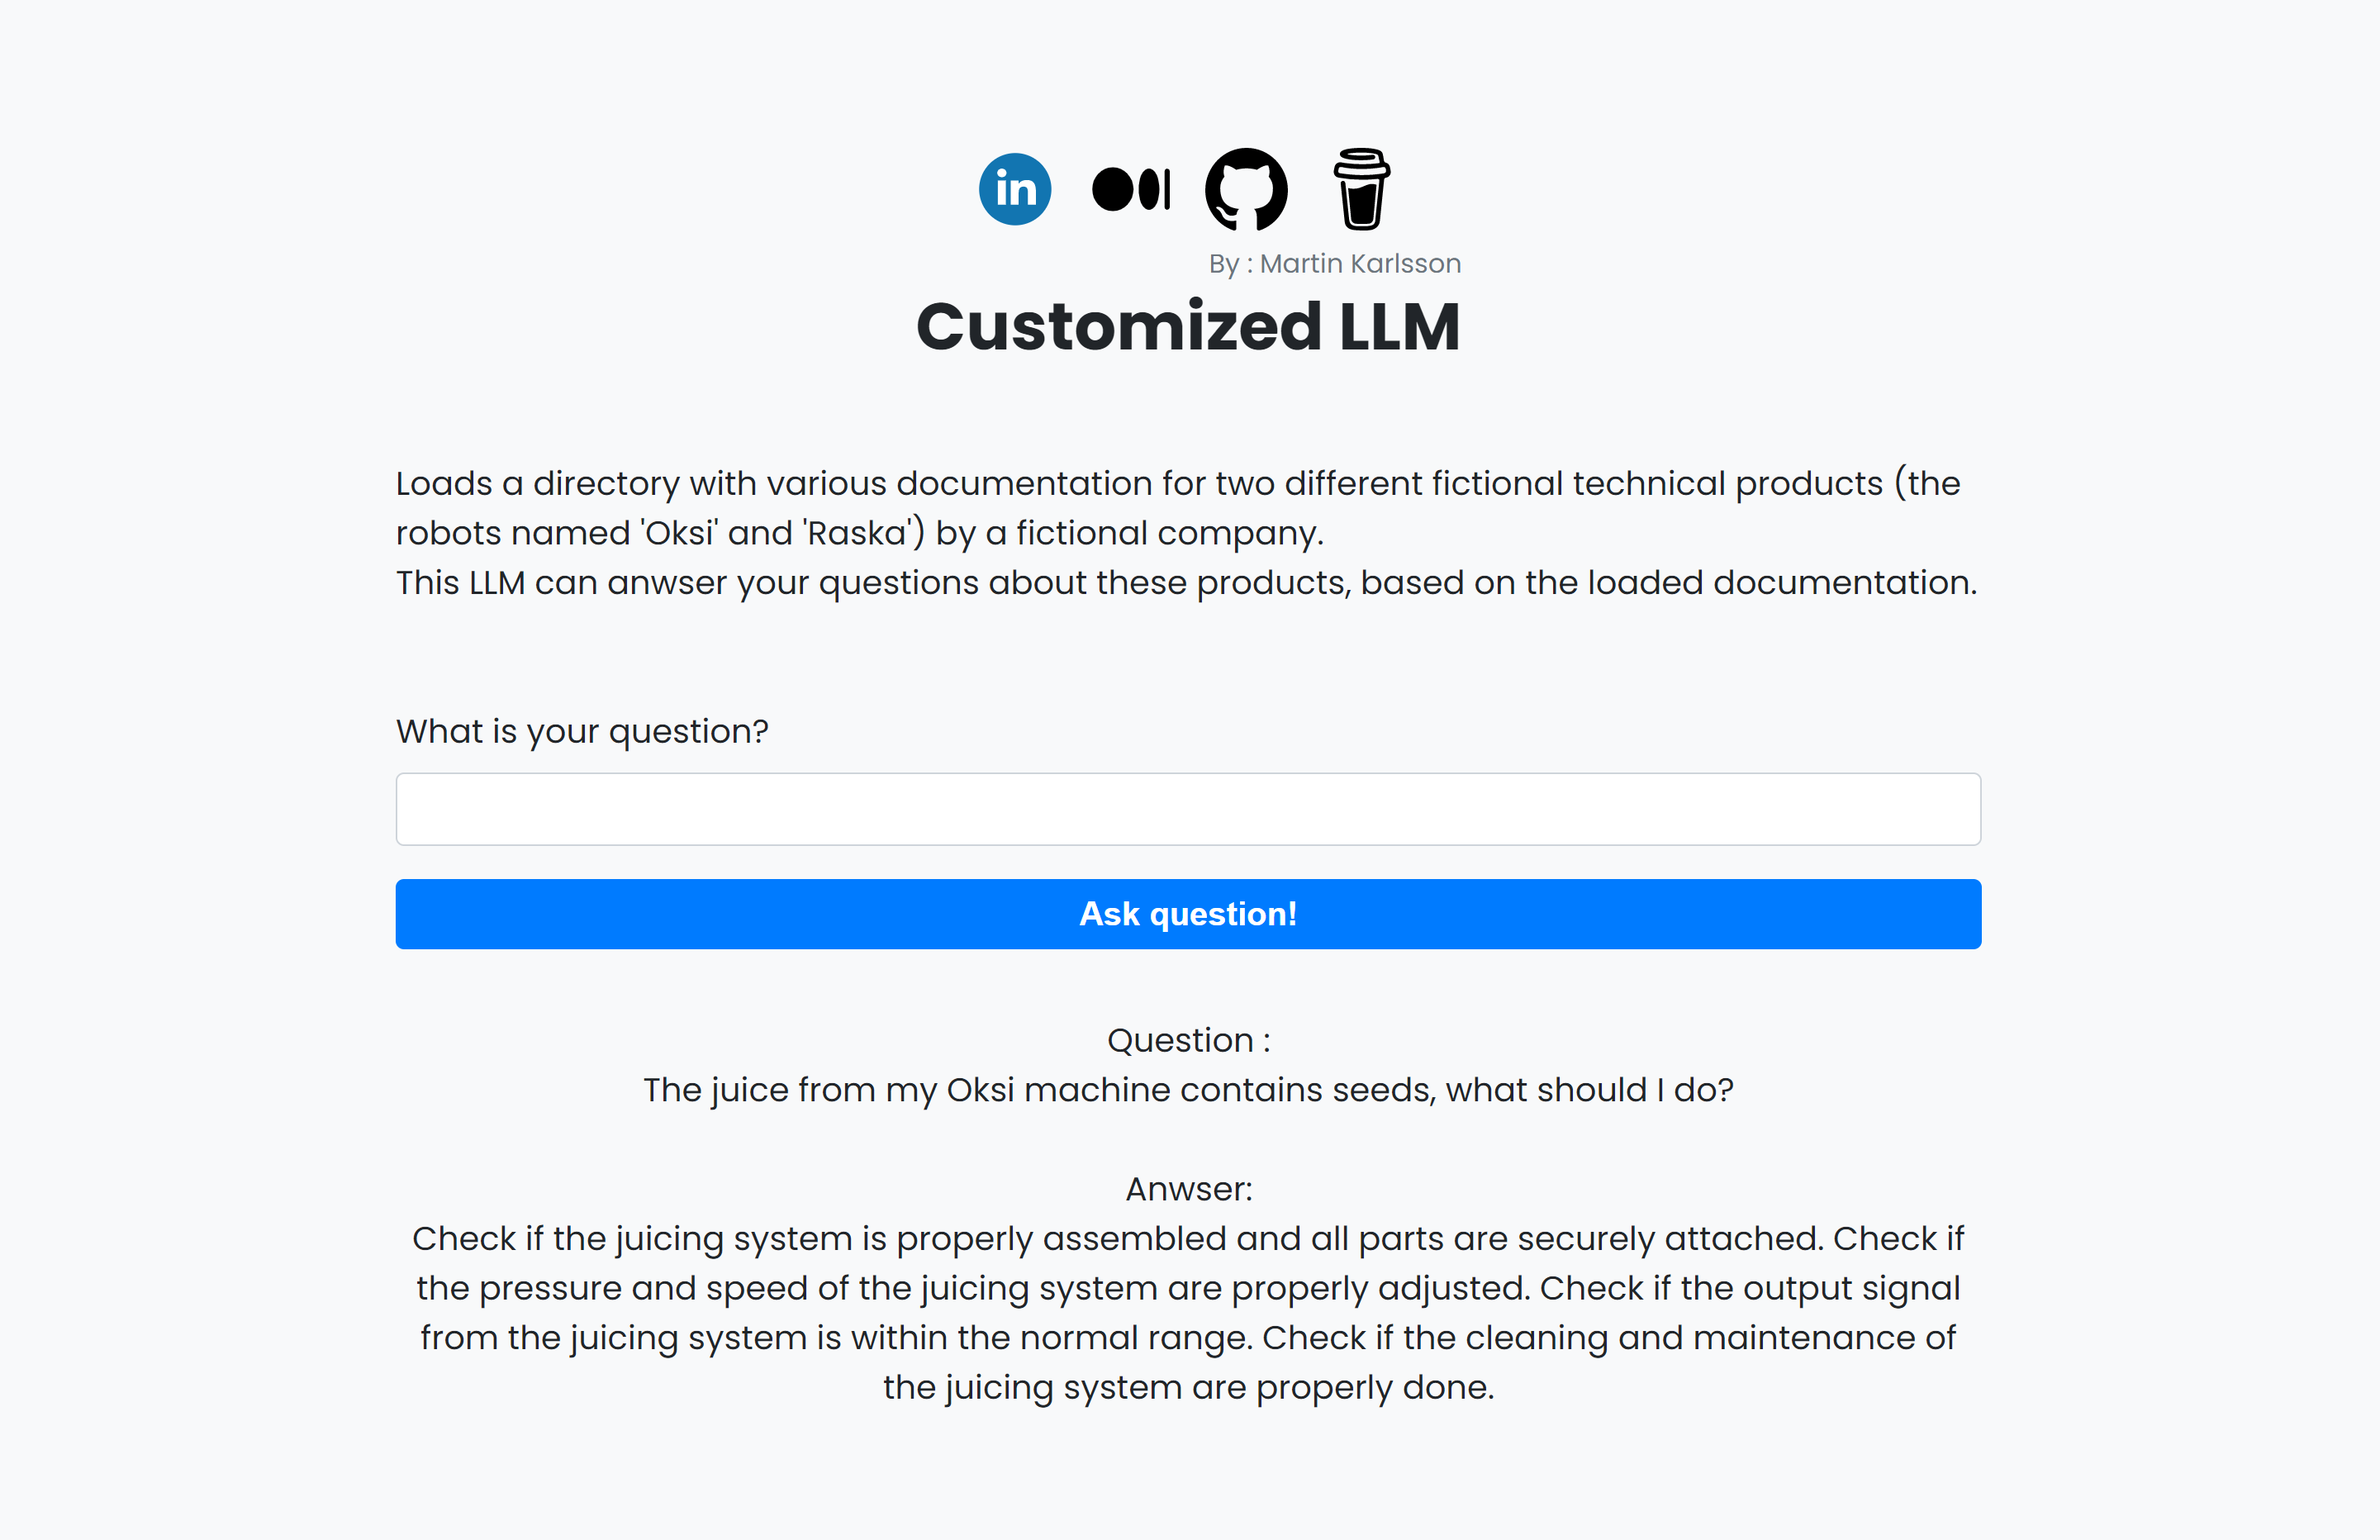 in
By : Martin Karlsson
Customized LLM
Loads a directory with various documentation for two different fictional technical products (the
robots named 'Oksi' and 'Raska') by a fictional company.
This LLM can anwser your questions about these products, based on the loaded documentation.
What is your question?
Ask question!
Question :
The juice from my Oksi machine contains seeds, what should I do?
Anwser:
Check if the juicing system is properly assembled and all parts are securely attached. Check if
the pressure and speed of the juicing system are properly adjusted. Check if the output signal
from the juicing system is within the normal range. Check if the cleaning and maintenance of
the juicing system are properly done.